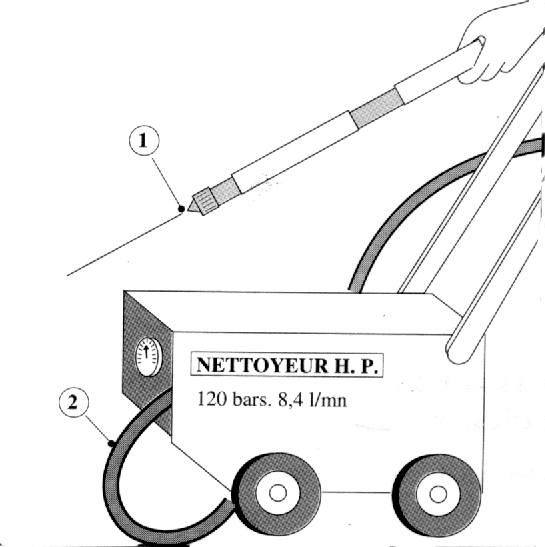 1
NETTOYEUR H. P.
120 bars. 8,4 l/mn
2